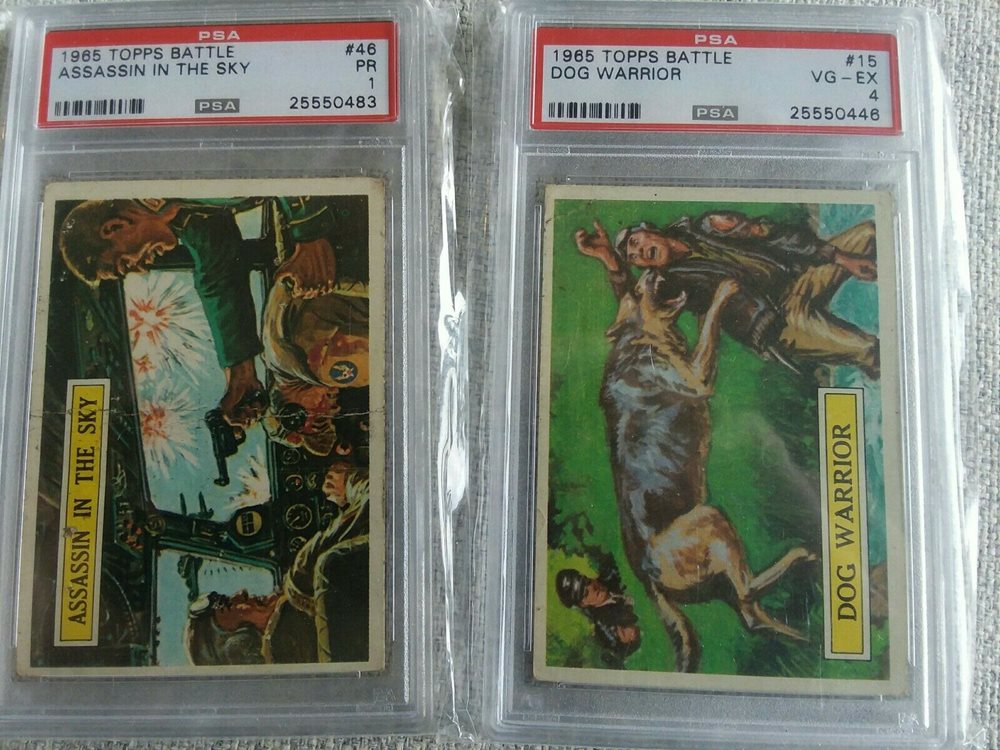 PSA
1965 TOPPS BATTLE #46
ASSASSIN IN THE SKY PR
1
PSA 25550483
ASSASSIN IN THE SKY
PSA
1965 TOPPS BATTLE #15
DOG WARRIOR VG-EX
4
PSA 25550446
DOG WARRIOR